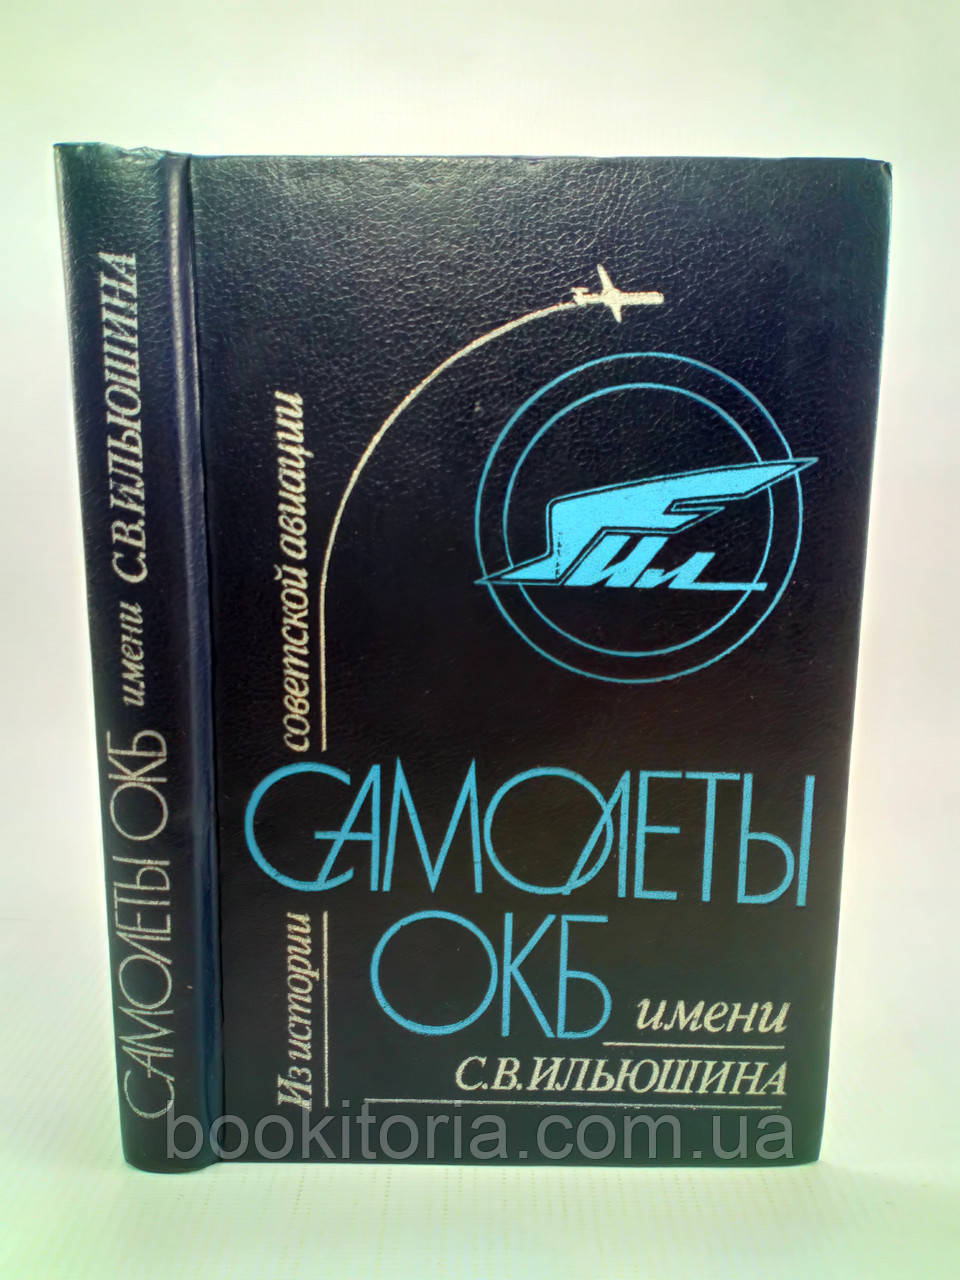 САМОЛЕТЫ ОКБ имени С.В.ИЛЬЮШИНА
Из истории советской авиации
Ил
САМОЛЕТЫ
ОКБ имени
С.В.ИЛЬЮШИНА
bookitoria.com.ua